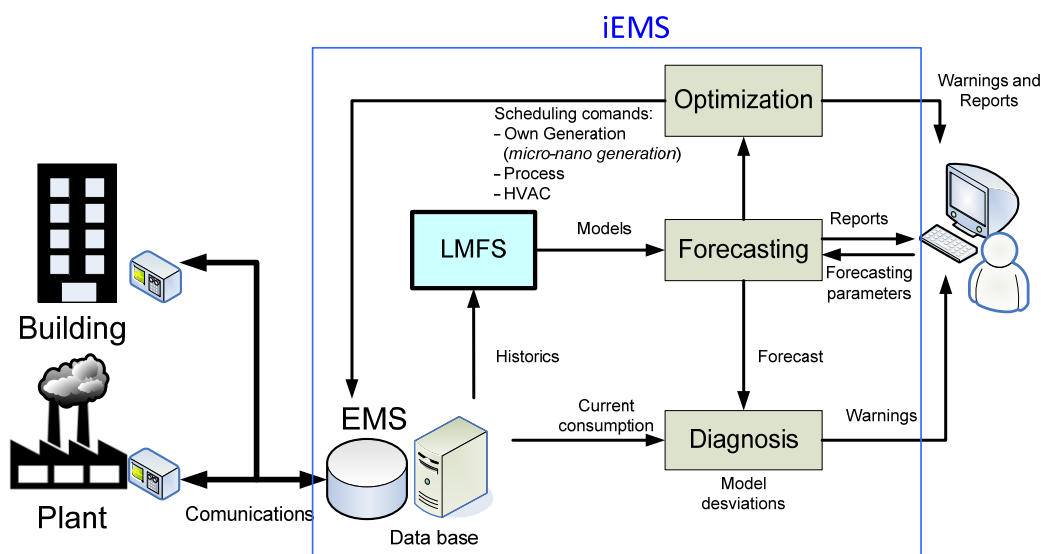 iEMS
Optimization
Warnings and
Reports
Scheduling comands:
- Own Generation
(micro-nano generation)
- Process
- HVAC
LMFS
Models
Forecasting
Reports
Forecasting
parameters
Building
Historics
Forecast
EMS
Current
consumption
Diagnosis
Warnings
Model
desviations
Plant
Comunications
Data base